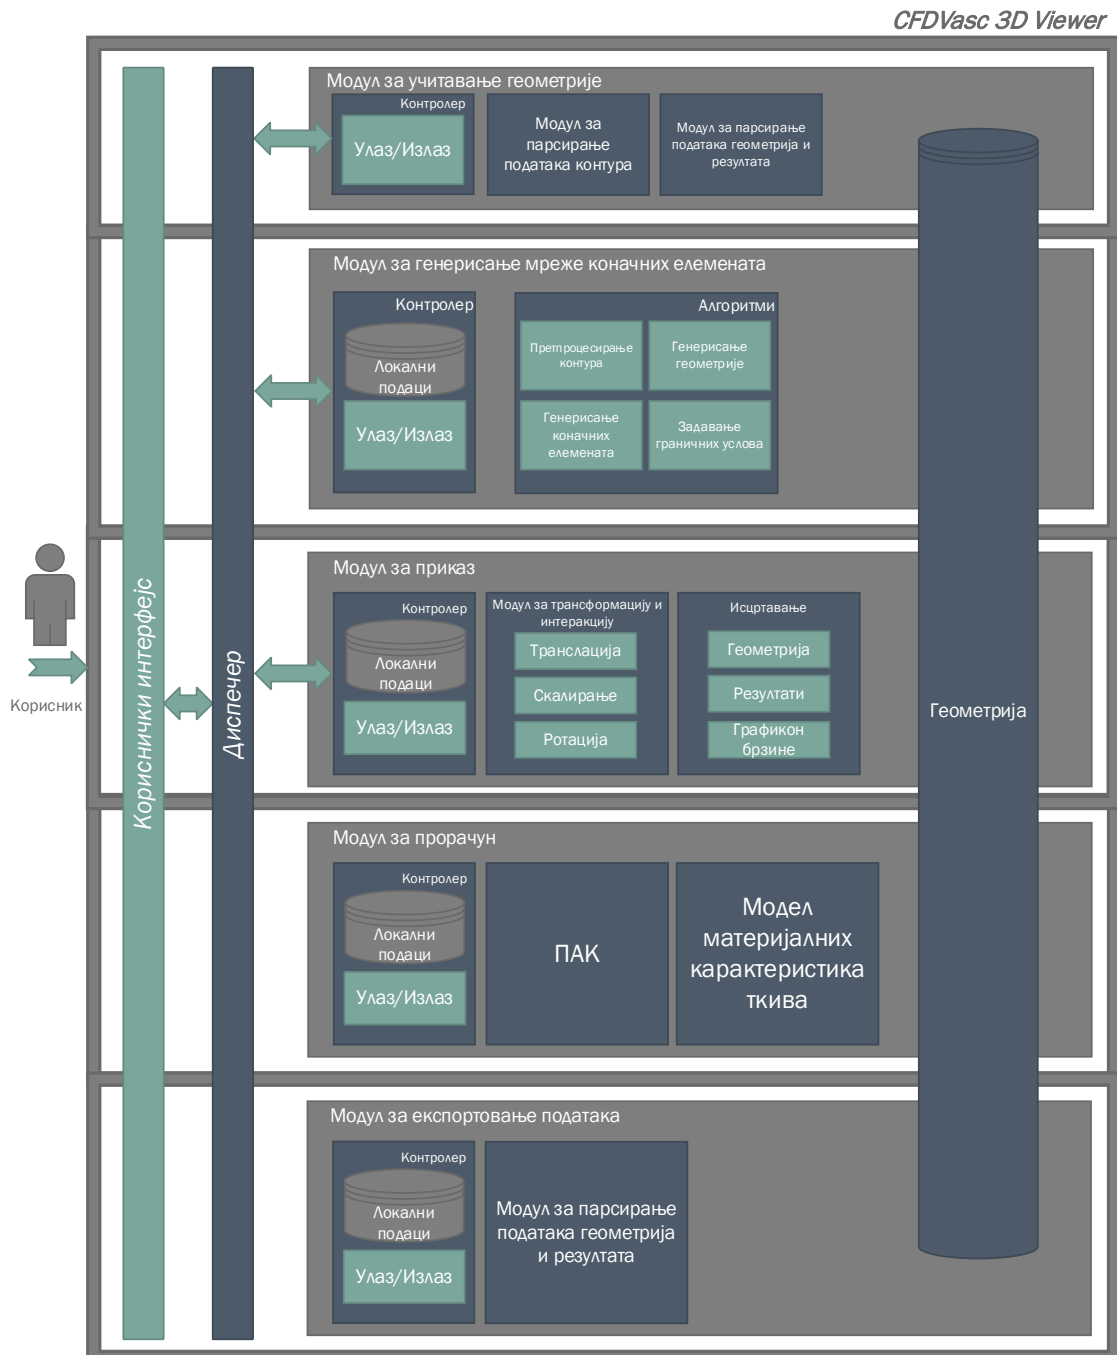 CFDVasc 3D Viewer
Модул за учитавање геометрије
Контролер
Улаз/Излаз
Модул за
парсирање
података контура
Модул за парсирање
података геометрија и
резултата
Модул за генерисање мреже коначних елемената
Контролер
Локални
подаци
Улаз/Излаз
Алгоритми
Претпроцесирање
контура
Генерисање
геометрије
Генерисање
коначних
елемената
Задавање
граничних услова
Корисник
Кориснички интерфејс
Диспечер
Модул за приказ
Контролер
Локални
подаци
Улаз/Излаз
Модул за трансформацију и
интеракцију
Транслација
Скалирање
Ротација
Исцртавање
Геометрија
Резултати
Графикон
брзине
Геометрија
Модул за прорачун
Контролер
Локални
подаци
Улаз/Излаз
ПАК
Модел
материјалних
карактеристика
ткива
Модул за експортовање података
Контролер
Локални
подаци
Улаз/Излаз
Модул за парсирање
података геометрија
и резултата